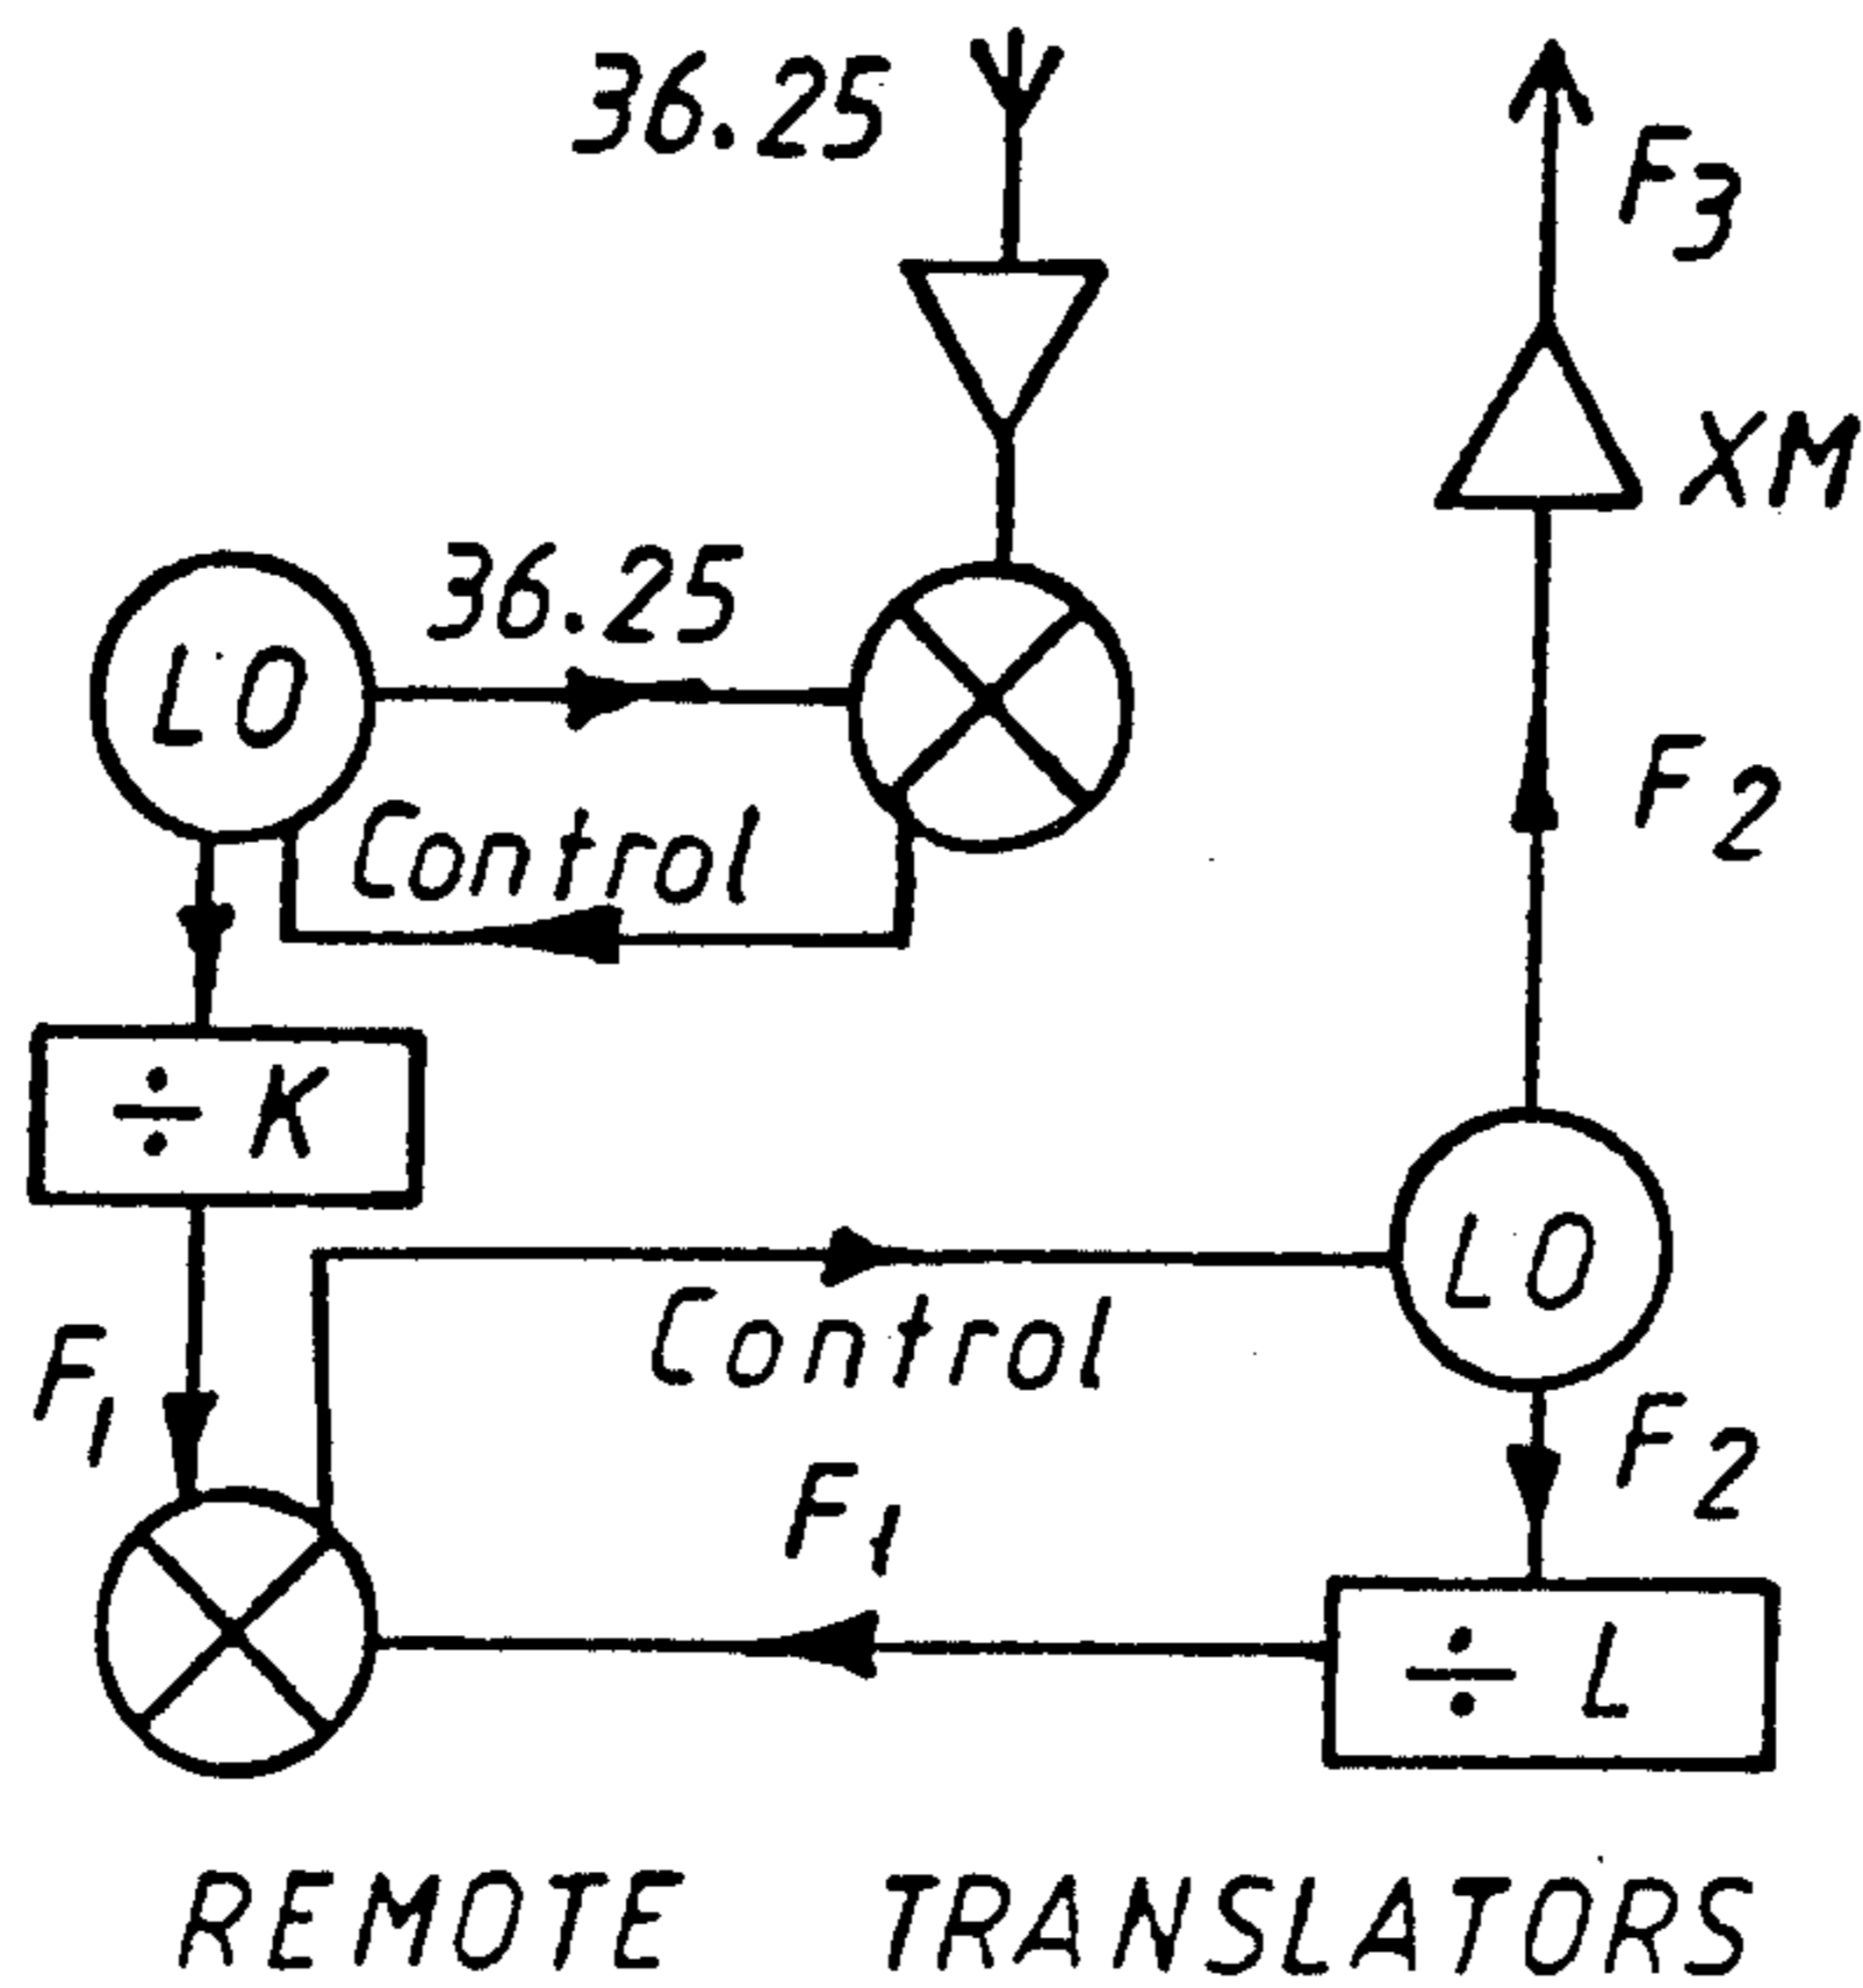 36.25
F3
XM
36.25
LO
Control
F2
÷ K
LO
Control
F1
F2
F1
÷ L
REMOTE TRANSLATORS